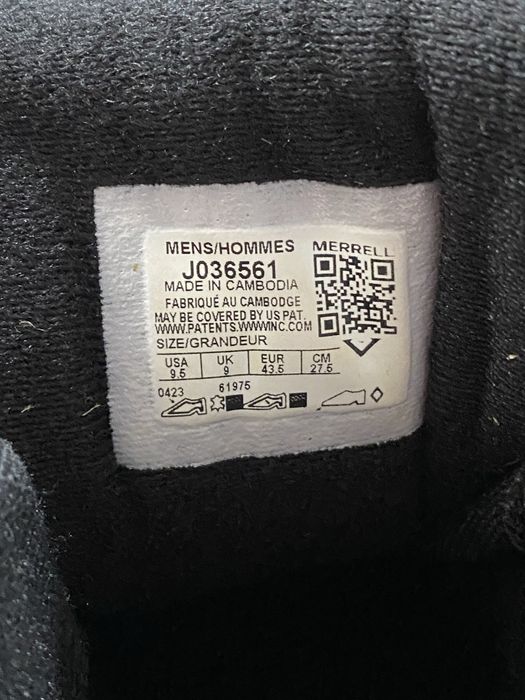 MENS/HOMMES
MERRELL
J036561
MADE IN CAMBODIA
FABRIQUÉ AU CAMBODGE
MAY BE COVERED BY US PAT.
WWW.PATENTS.WWWINC.COM
SIZE/GRANDEUR
USA UK EUR CM
9.5 9 43.5 27.5
0423 61975